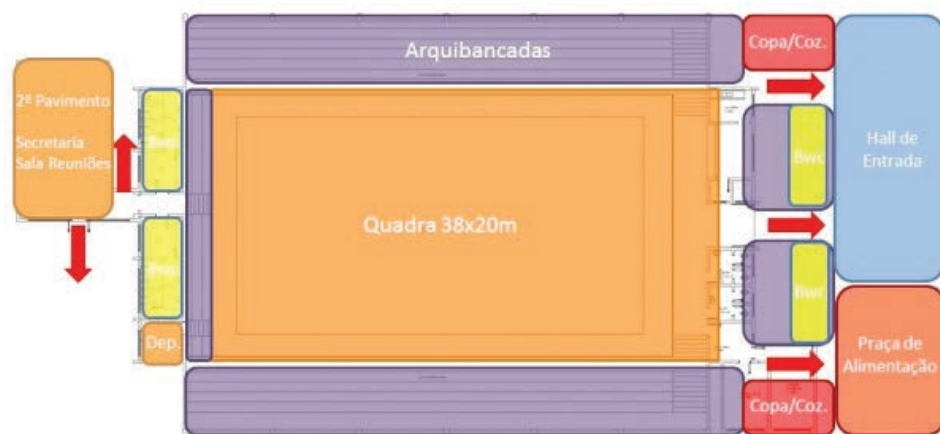 Arquibancadas
Copa/Coz.
2º Pavimento
Secretaria
Sala Reuniões
Bwc
Hall de
Entrada
Quadra 38x20m
Bwc
Dep.
Praça de
Alimentação
Copa/Coz.